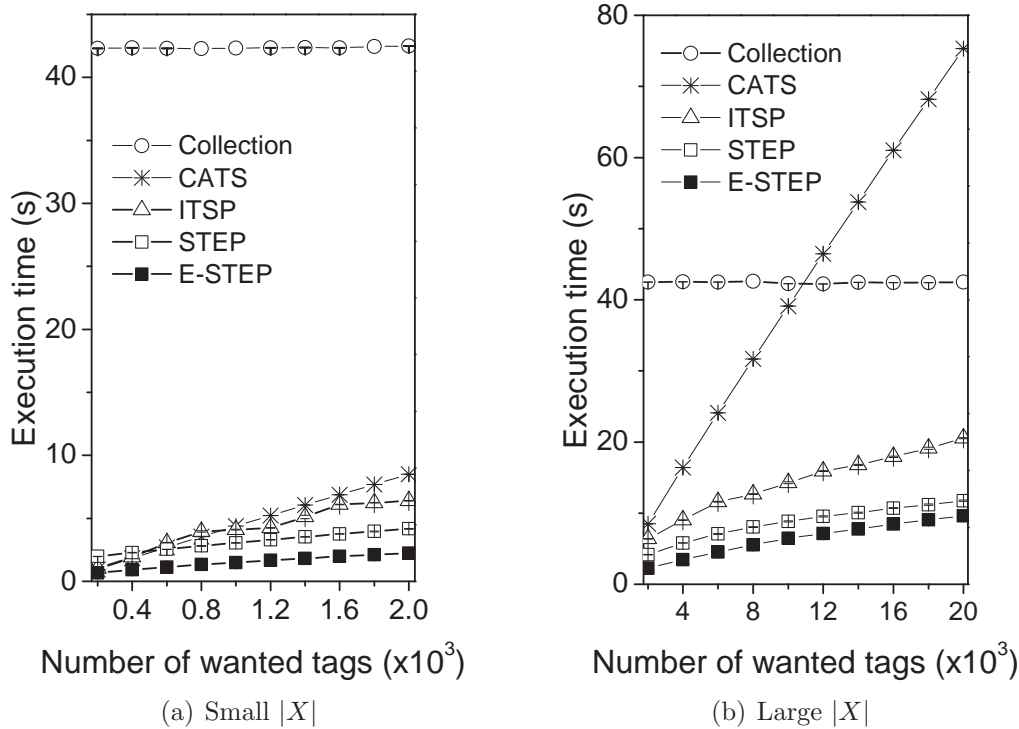 Execution time (s)
40
30
20
10
0
Collection
CATS
ITSP
STEP
E-STEP
0.4 0.8 1.2 1.6 2.0
Number of wanted tags (x10³)
(a) Small |X|
Execution time (s)
80
60
40
20
0
Collection
CATS
ITSP
STEP
E-STEP
4 8 12 16 20
Number of wanted tags (x10³)
(b) Large |X|